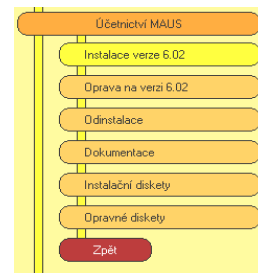 Účetnictví MAUS
Instalace verze 6.02
Oprava na verzi 6.02
Odinstalace
Dokumentace
Instalační diskety
Opravné diskety
Zpět